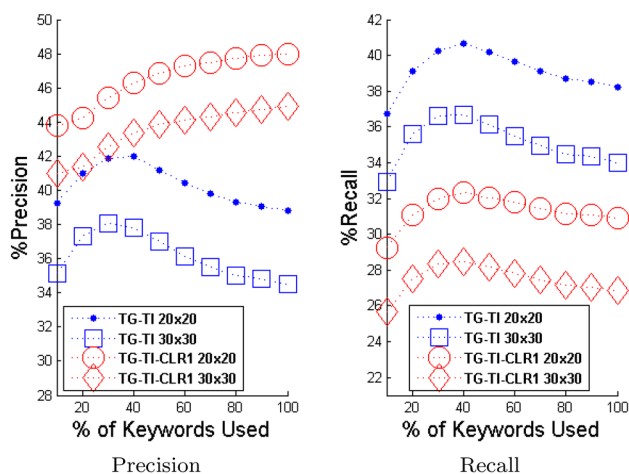 50
48
46
44
42
40
38
36
34
32
30
28
%Precision
TG-TI 20x20
TG-TI 30x30
TG-TI-CLR1 20x20
TG-TI-CLR1 30x30
20 40 60 80 100
% of Keywords Used
Precision
42
40
38
36
34
32
30
28
26
24
22
%Recall
TG-TI 20x20
TG-TI 30x30
TG-TI-CLR1 20x20
TG-TI-CLR1 30x30
20 40 60 80 100
% of Keywords Used
Recall